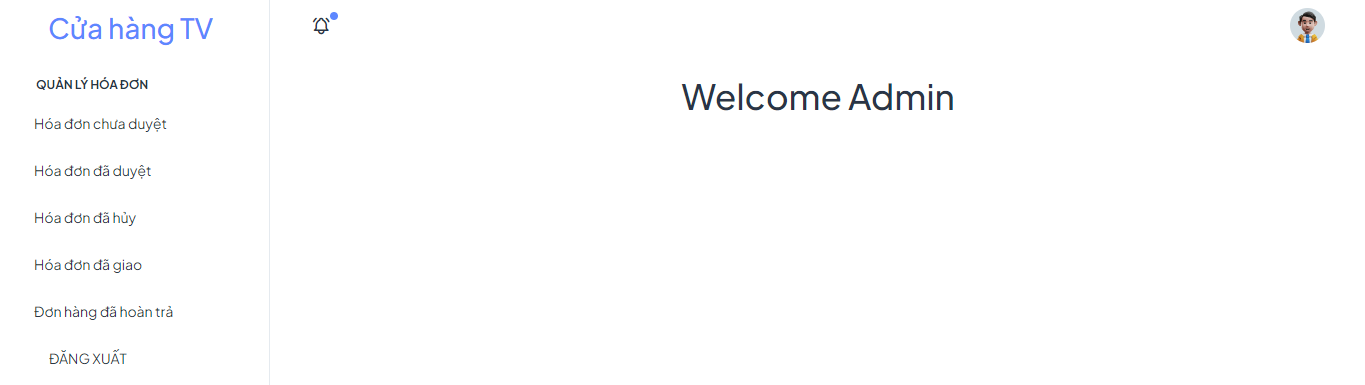 Cửa hàng TV
QUẢN LÝ HÓA ĐƠN
Hóa đơn chưa duyệt
Hóa đơn đã duyệt
Hóa đơn đã hủy
Hóa đơn đã giao
Đơn hàng đã hoàn trả
ĐĂNG XUẤT
Welcome Admin